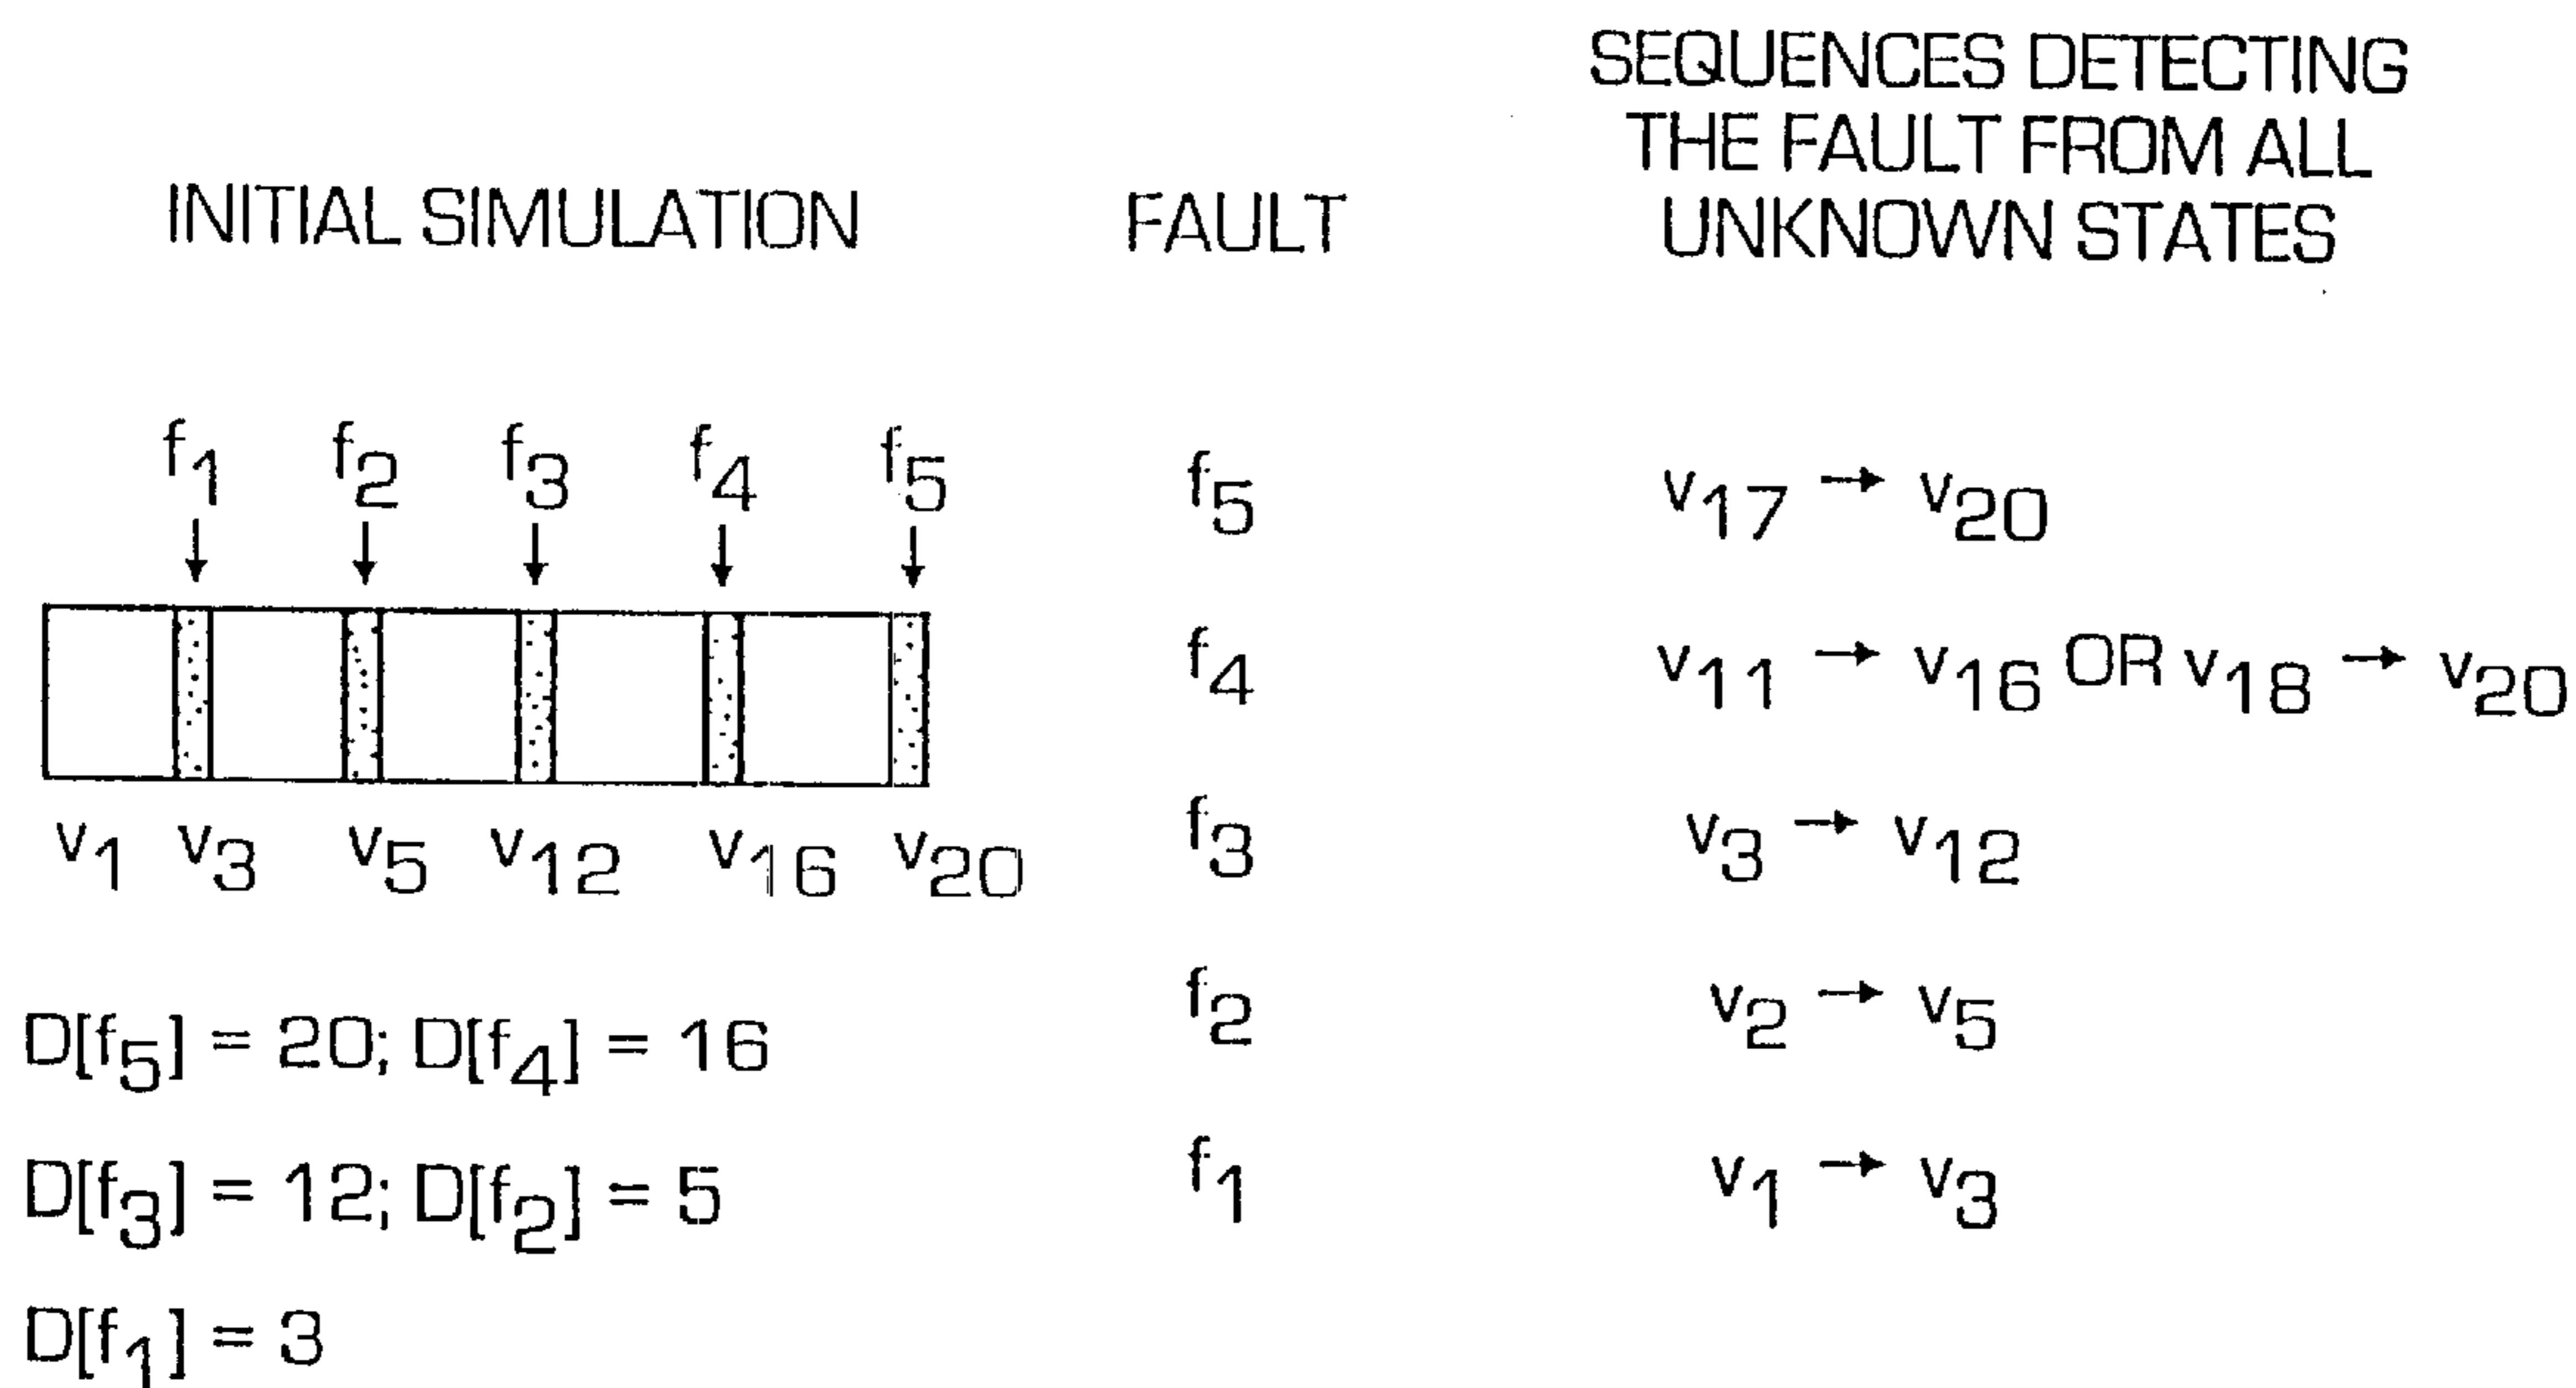 INITIAL SIMULATION
f1 f2 f3 f4 f5
v1 v3 v5 v12 v16 v20
D[f5] = 20; D[f4] = 16
D[f3] = 12; D[f2] = 5
D[f1] = 3
FAULT
f5
f4
f3
f2
f1
SEQUENCES DETECTING
THE FAULT FROM ALL
UNKNOWN STATES
v17 → v20
v11 → v16 OR v18 → v20
v3 → v12
v2 → v5
v1 → v3